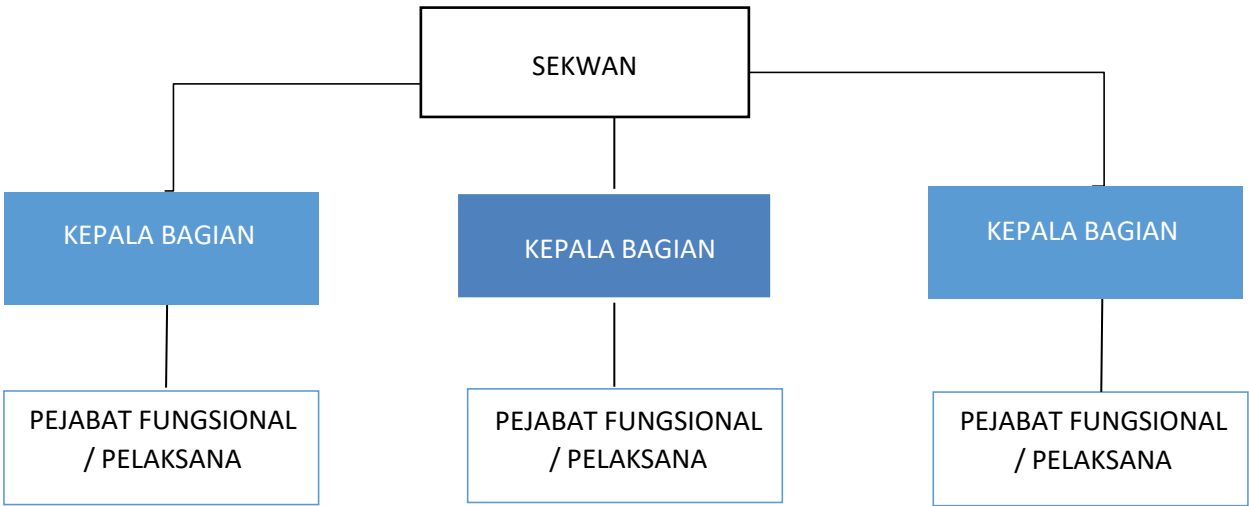 SEKWAN
KEPALA BAGIAN
KEPALA BAGIAN
KEPALA BAGIAN
PEJABAT FUNGSIONAL
/ PELAKSANA
PEJABAT FUNGSIONAL
/ PELAKSANA
PEJABAT FUNGSIONAL
/ PELAKSANA